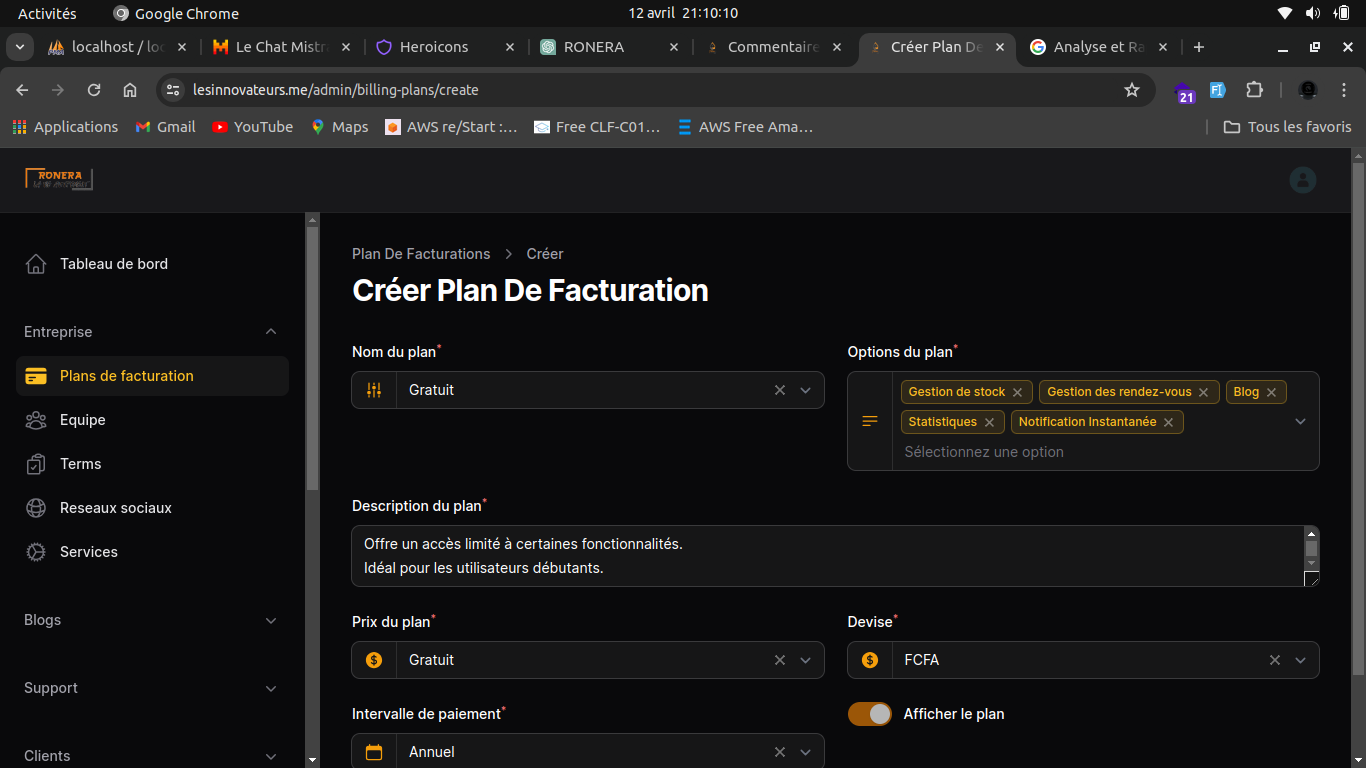 Activités
Google Chrome
12 avril 21:10:10
localhost / loc
Le Chat Mistr
Heroicons
RONERA
Commentaire
Créer Plan De
Analyse et Ra
lesinnovateurs.me/admin/billing-plans/create
21
Applications
Gmail
YouTube
Maps
AWS re/Start :…
Free CLF-C01…
AWS Free Ama…
Tous les favoris
RONERA
Tableau de bord
Entreprise
Plans de facturation
Equipe
Terms
Reseaux sociaux
Services
Blogs
Support
Clients
Plan De Facturations > Créer
Créer Plan De Facturation
Nom du plan*
Gratuit
Options du plan*
Gestion de stock
Gestion des rendez-vous
Blog
Statistiques
Notification Instantanée
Sélectionnez une option
Description du plan*
Offre un accès limité à certaines fonctionnalités.
Idéal pour les utilisateurs débutants.
Prix du plan*
Gratuit
Devise*
FCFA
Intervalle de paiement*
Annuel
Afficher le plan